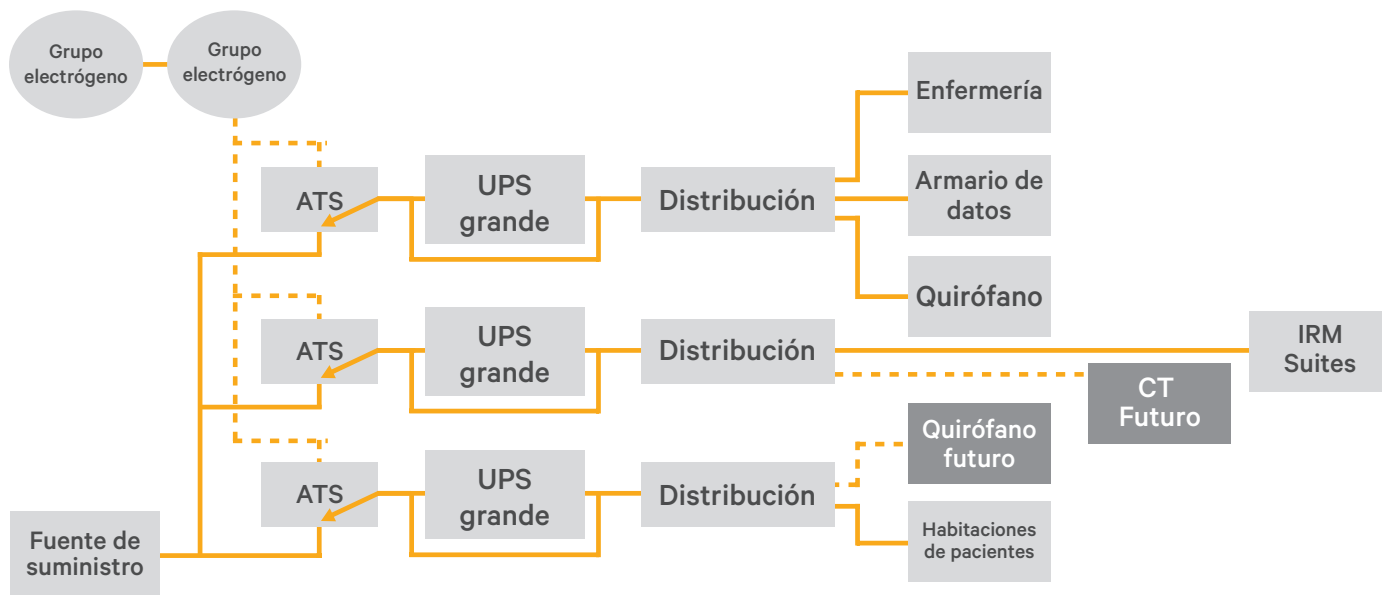 Grupo
electrógeno
Grupo
electrógeno
ATS
UPS
grande
Distribución
Enfermería
Armario de
datos
Quirófano
ATS
UPS
grande
Distribución
IRM
Suites
CT
Futuro
ATS
UPS
grande
Distribución
Quirófano
futuro
Habitaciones
de pacientes
Fuente de
suministro